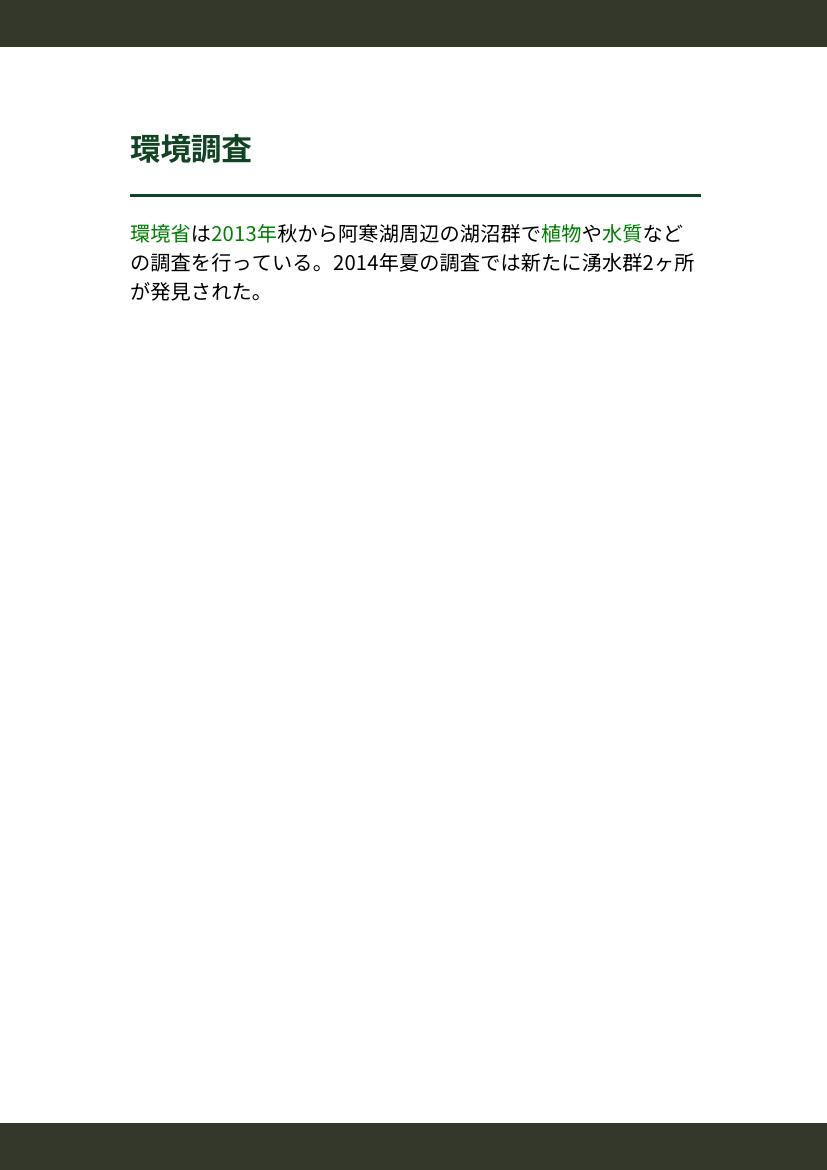 環境調査
環境省は2013年秋から阿寒湖周辺の湖沼群で植物や水質など
の調査を行っている。2014年夏の調査では新たに湧水群2ヶ所
が発見された。